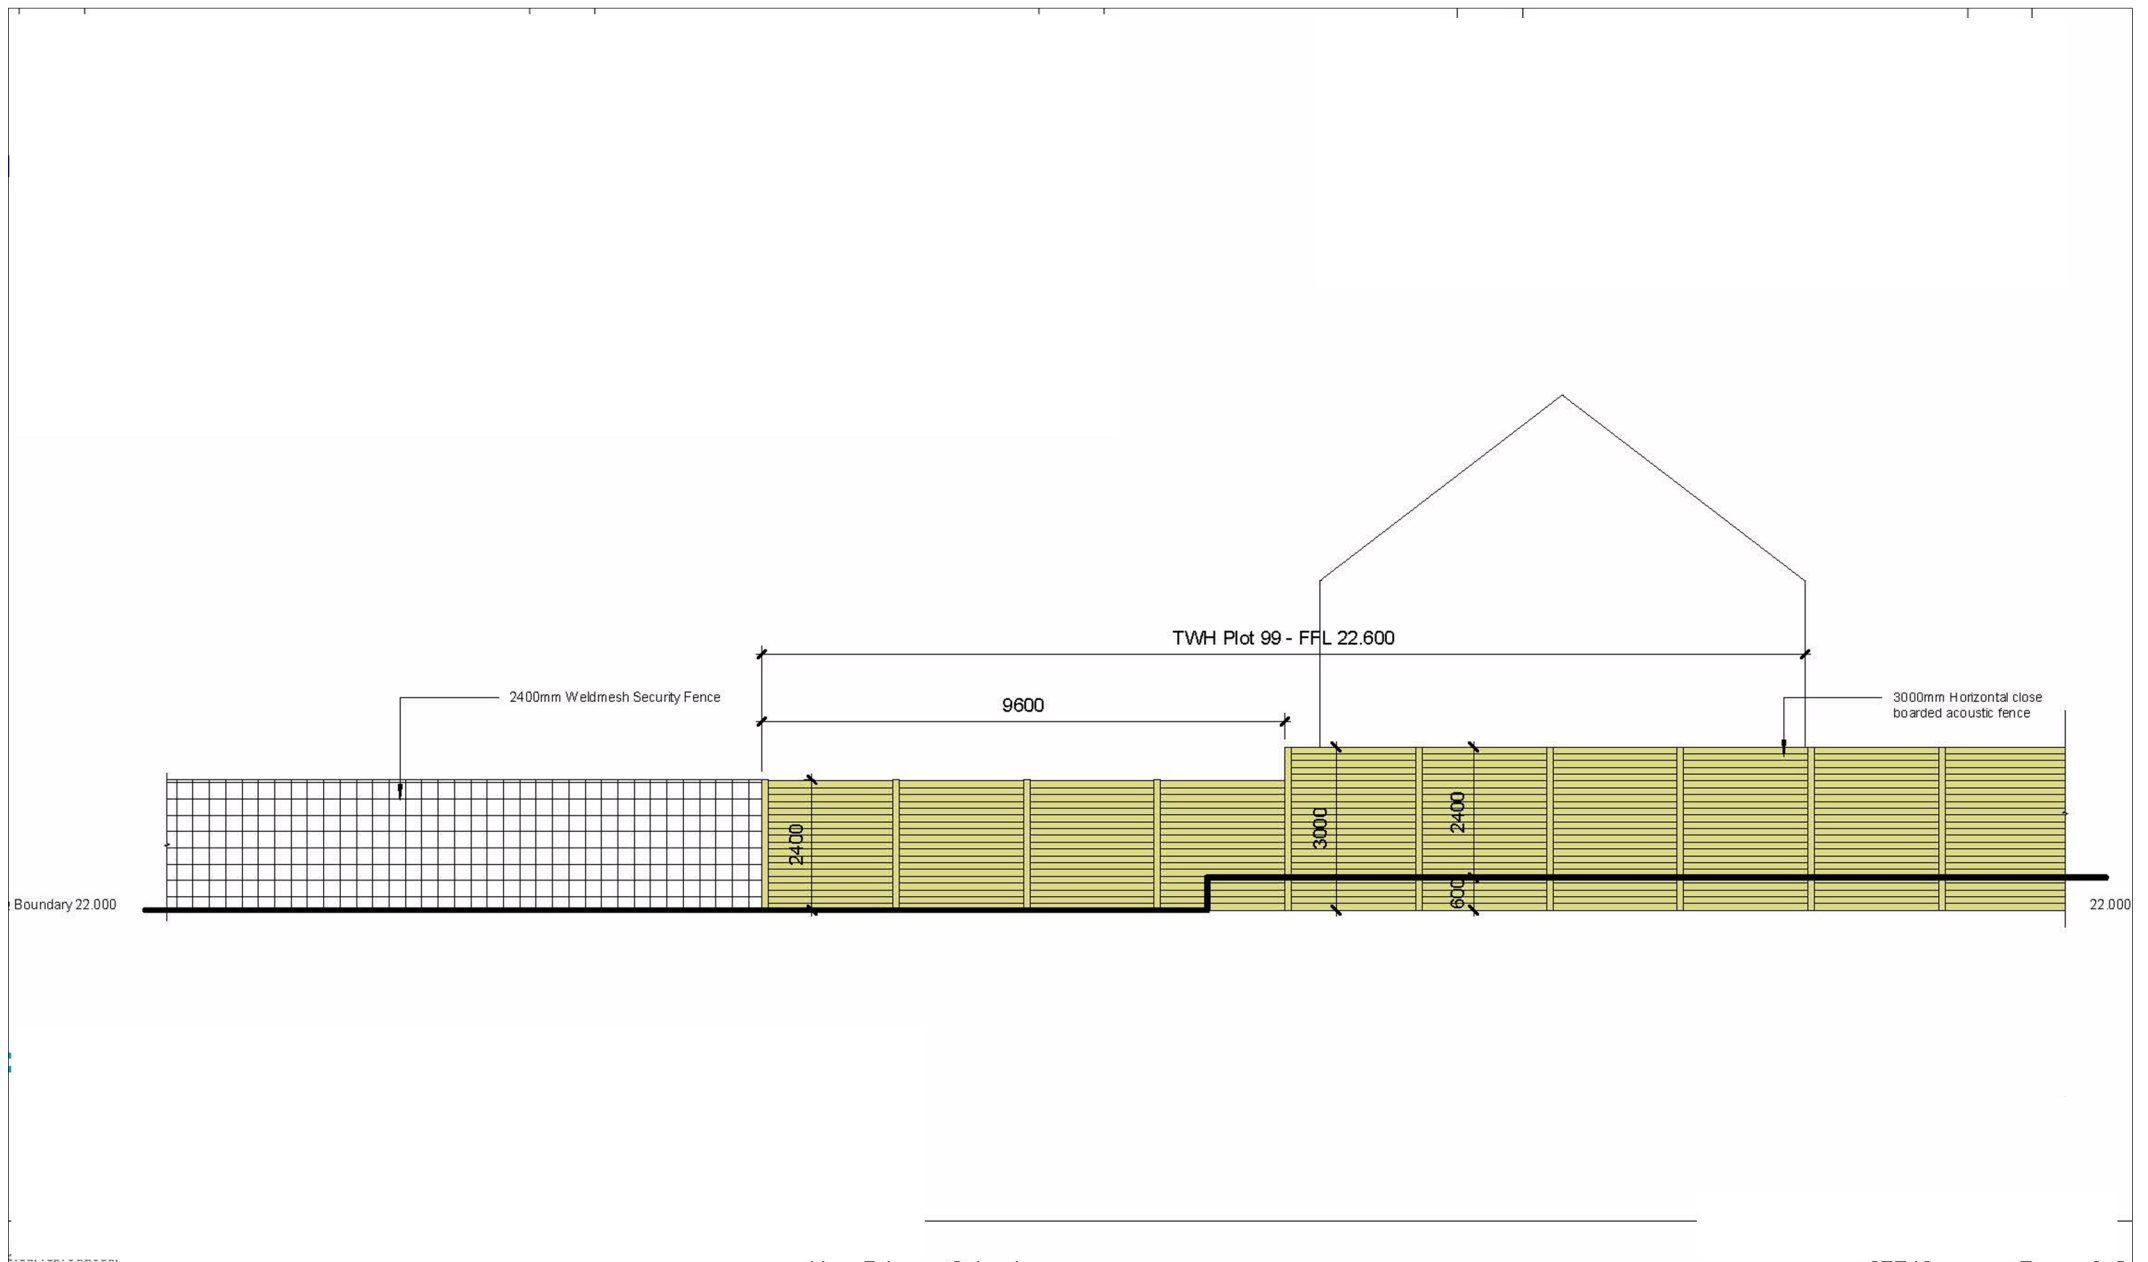 TWH Plot 99 - FFL 22.600
2400mm Weldmesh Security Fence
9600
3000mm Horizontal close
boarded acoustic fence
2400
3000
2400
600
Boundary 22.000
22.000